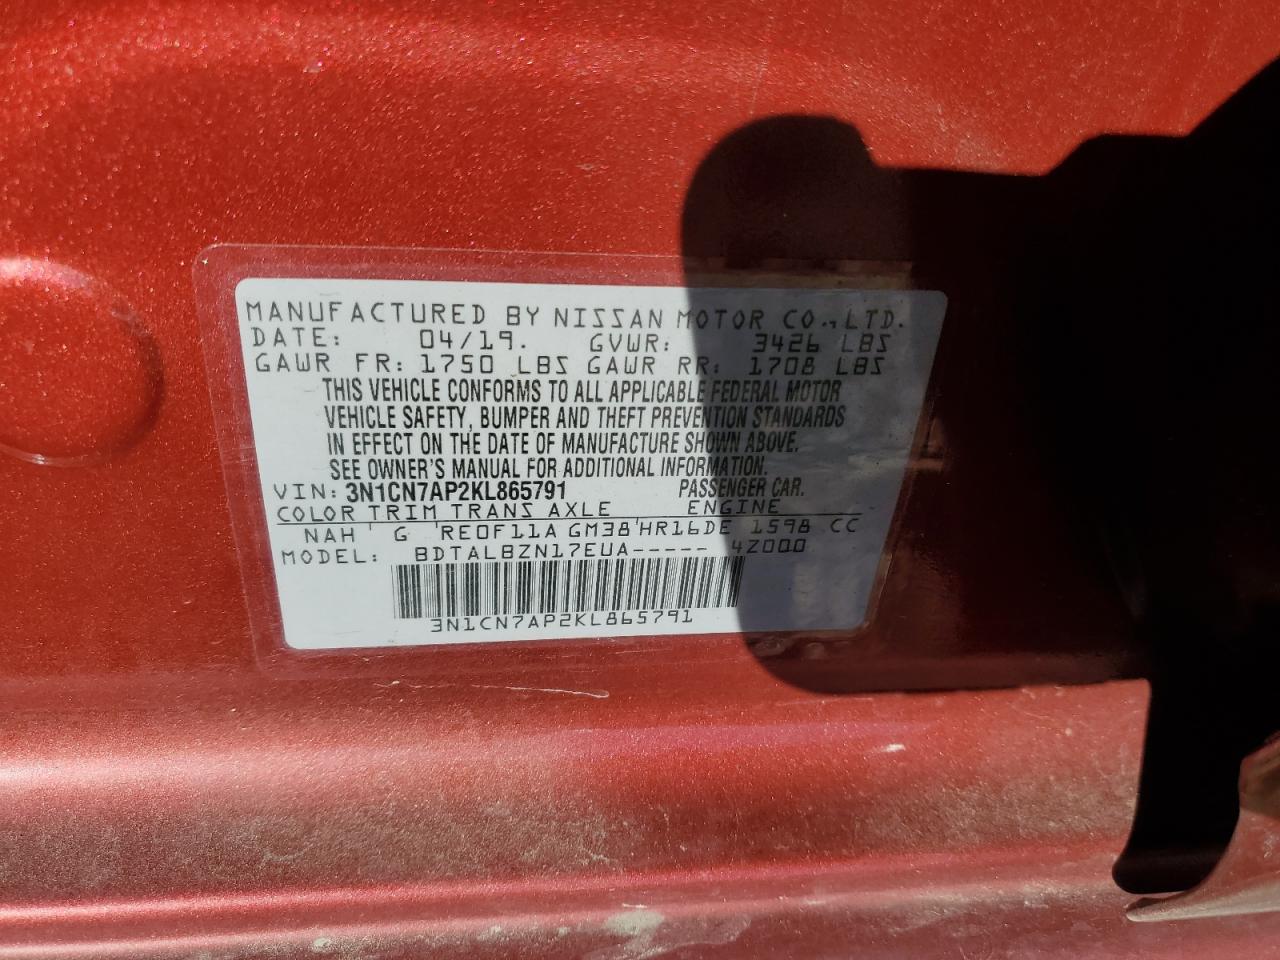 MANUFACTURED BY NISSAN MOTOR CO., LTD.
DATE: 04/19. GVWR: 3426 LBS
GAWR FR: 1750 LBS GAWR RR: 1708 LBS
THIS VEHICLE CONFORMS TO ALL APPLICABLE FEDERAL MOTOR
VEHICLE SAFETY, BUMPER AND THEFT PREVENTION STANDARDS
IN EFFECT ON THE DATE OF MANUFACTURE SHOWN ABOVE.
SEE OWNER'S MANUAL FOR ADDITIONAL INFORMATION.
VIN: 3N1CN7AP2KL865791 PASSENGER CAR.
COLOR TRIM TRANS AXLE ENGINE
NAH ' G ' RE0F11A GM38 ' HR16DE 1598 CC
MODEL: BDTALBZN17EUA----- 4Z000
3N1CN7AP2KL865791